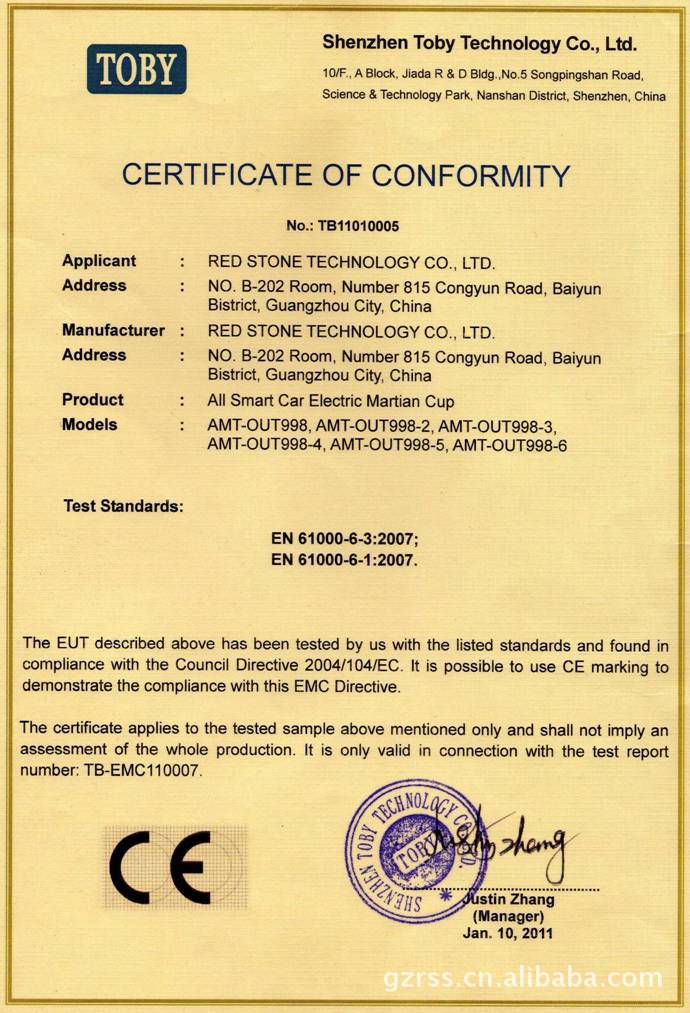 TOBY
Shenzhen Toby Technology Co., Ltd.
10/F., A Block, Jiada R & D Bldg.,No.5 Songpingshan Road,
Science & Technology Park, Nanshan District, Shenzhen, China
CERTIFICATE OF CONFORMITY
No.: TB11010005
Applicant : RED STONE TECHNOLOGY CO., LTD.
Address : NO. B-202 Room, Number 815 Congyun Road, Baiyun
Bistrict, Guangzhou City, China
Manufacturer : RED STONE TECHNOLOGY CO., LTD.
Address : NO. B-202 Room, Number 815 Congyun Road, Baiyun
Bistrict, Guangzhou City, China
Product : All Smart Car Electric Martian Cup
Models : AMT-OUT998, AMT-OUT998-2, AMT-OUT998-3,
AMT-OUT998-4, AMT-OUT998-5, AMT-OUT998-6
Test Standards:
EN 61000-6-3:2007;
EN 61000-6-1:2007.
The EUT described above has been tested by us with the listed standards and found in
compliance with the Council Directive 2004/104/EC. It is possible to use CE marking to
demonstrate the compliance with this EMC Directive.
The certificate applies to the tested sample above mentioned only and shall not imply an
assessment of the whole production. It is only valid in connection with the test report
number: TB-EMC110007.
CE
SHENZHEN TOBY TECHNOLOGY CO., LTD.
TOBY
Justin zhang
Justin Zhang
(Manager)
Jan. 10, 2011
gzrss.cn.alibaba.com